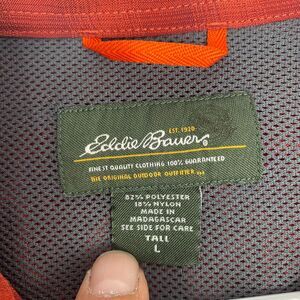 EST. 1920
Eddie Bauer®
FINEST QUALITY CLOTHING 100% GUARANTEED
THE ORIGINAL OUTDOOR OUTFITTER
82% POLYESTER
18% NYLON
MADE IN
MADAGASCAR
SEE SIDE FOR CARE
TALL
L